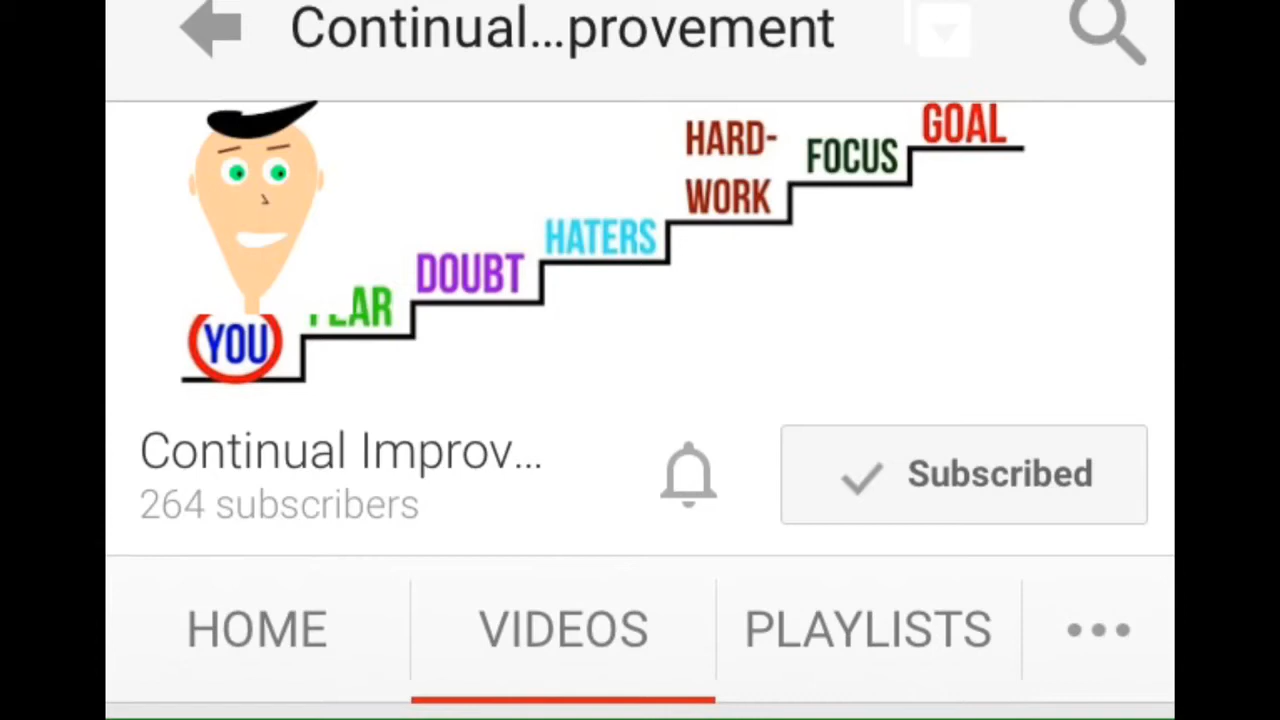 Continual...provement
GOAL
HARD-
WORK
FOCUS
HATERS
DOUBT
YOU
Continual Improv...
264 subscribers
Subscribed
HOME
VIDEOS
PLAYLISTS